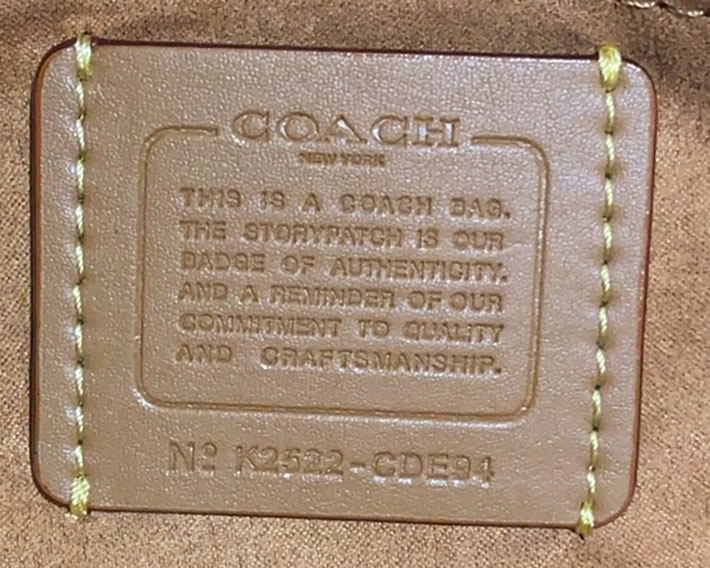 COACH
NEW YORK
THIS IS A COACH BAG.
THE STORYPATCH IS OUR
BADGE OF AUTHENTICITY.
AND A REMINDER OF OUR
COMMITMENT TO QUALITY
AND CRAFTSMANSHIP.
Nº K2522-CDE94